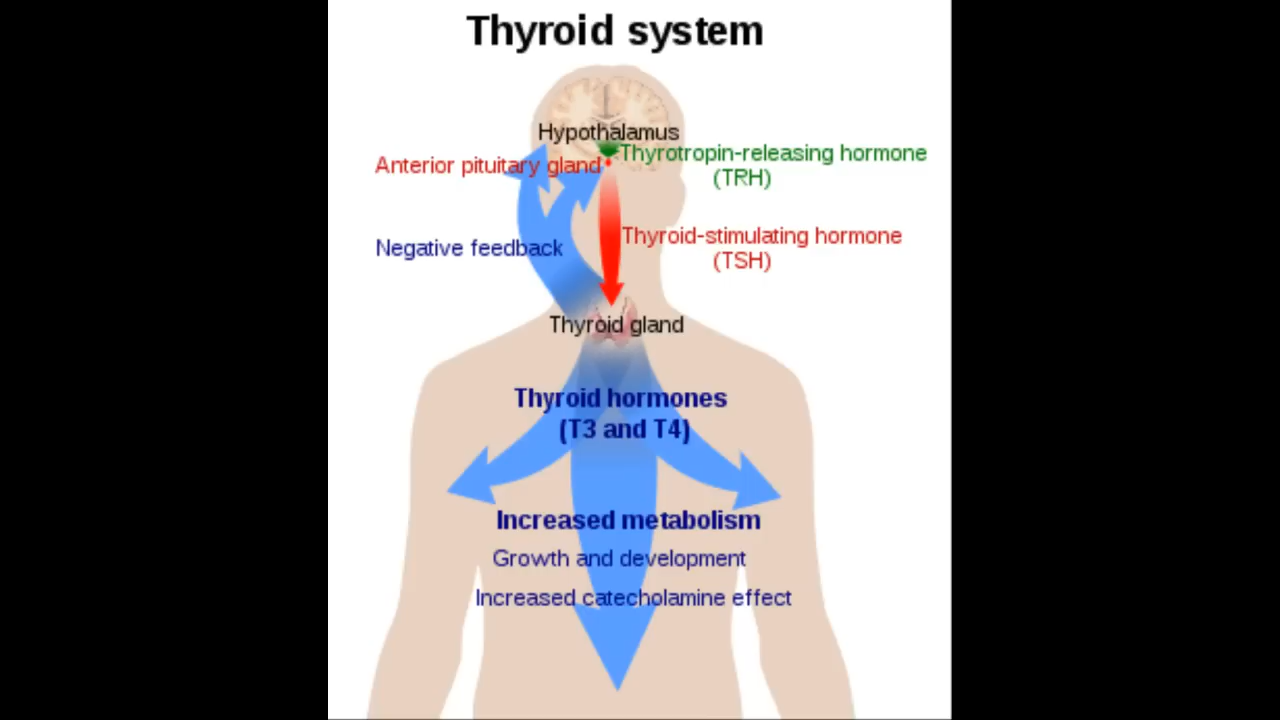 Thyroid system
Hypothalamus
Thyrotropin-releasing hormone
(TRH)
Anterior pituitary gland
Thyroid-stimulating hormone
(TSH)
Negative feedback
Thyroid gland
Thyroid hormones
(T3 and T4)
Increased metabolism
Growth and development
Increased catecholamine effect